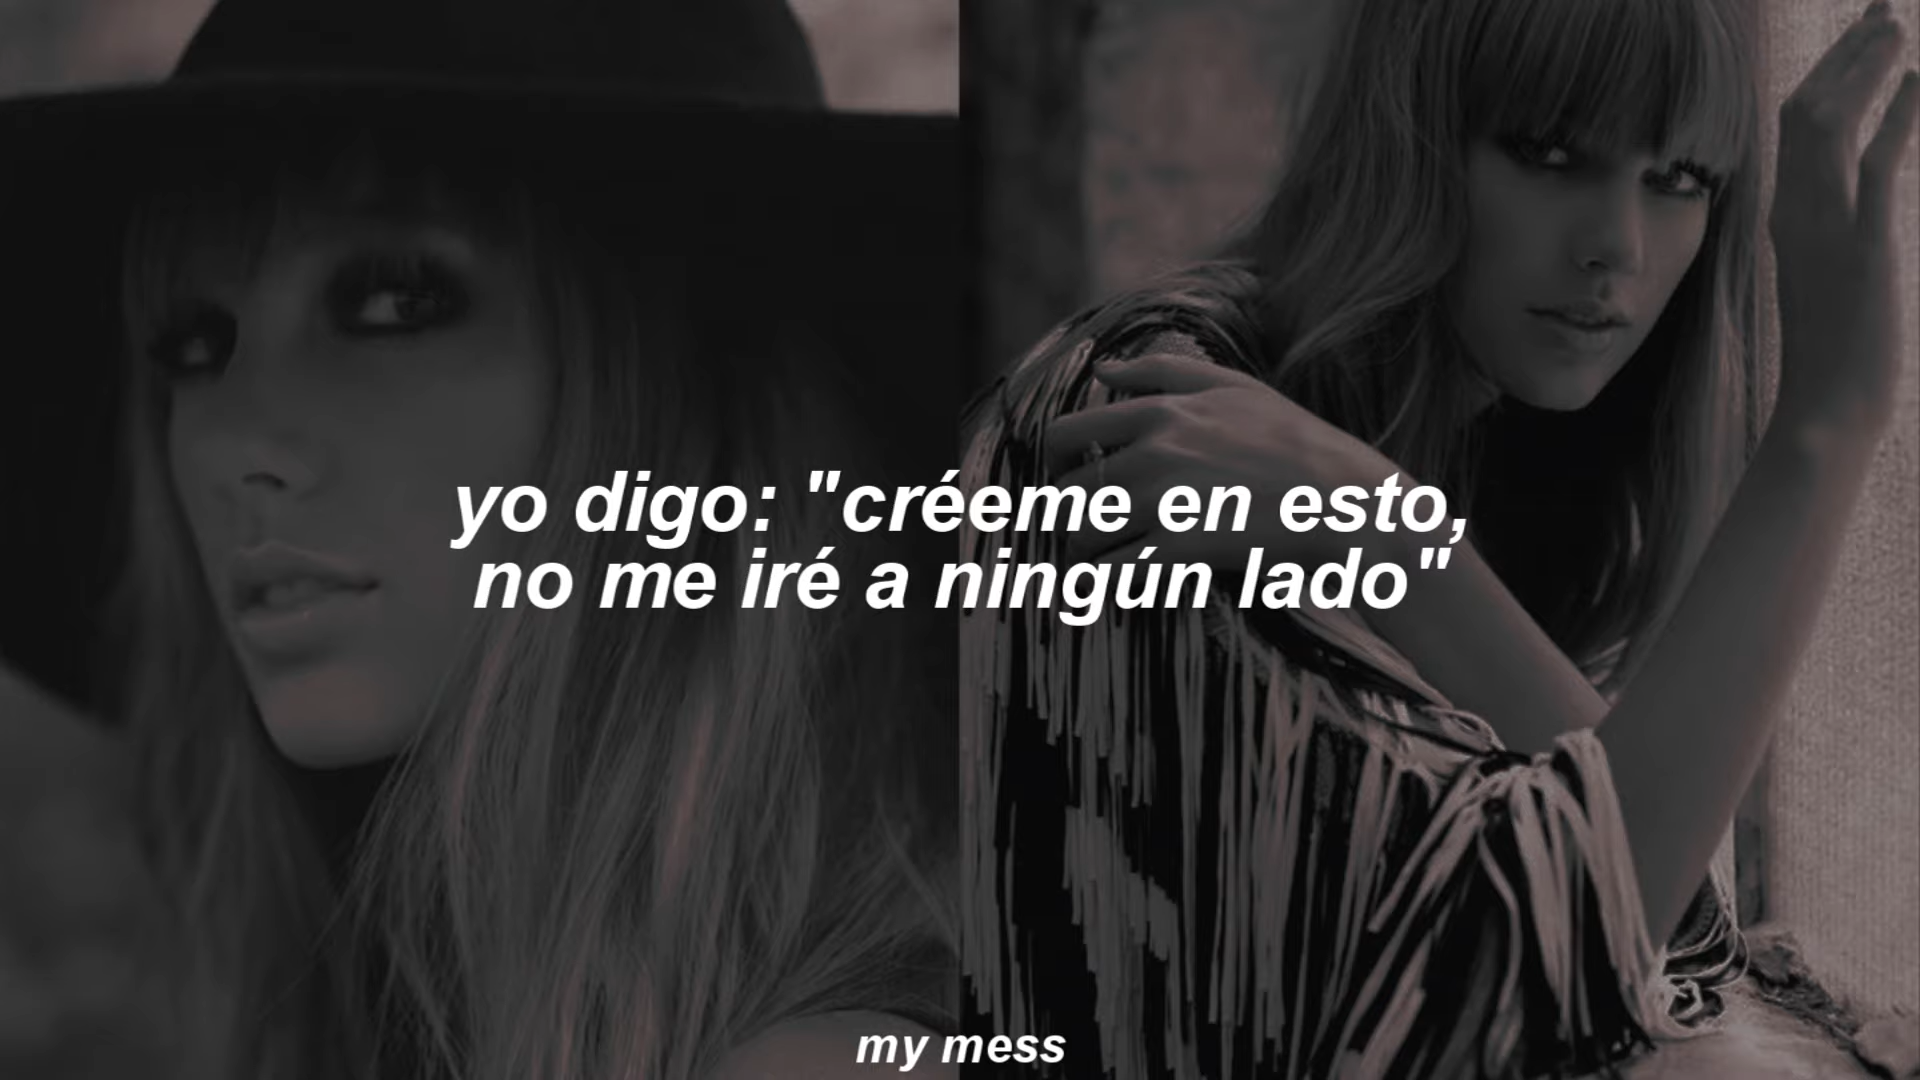 yo digo: "créeme en esto,
no me iré a ningún lado"
my mess